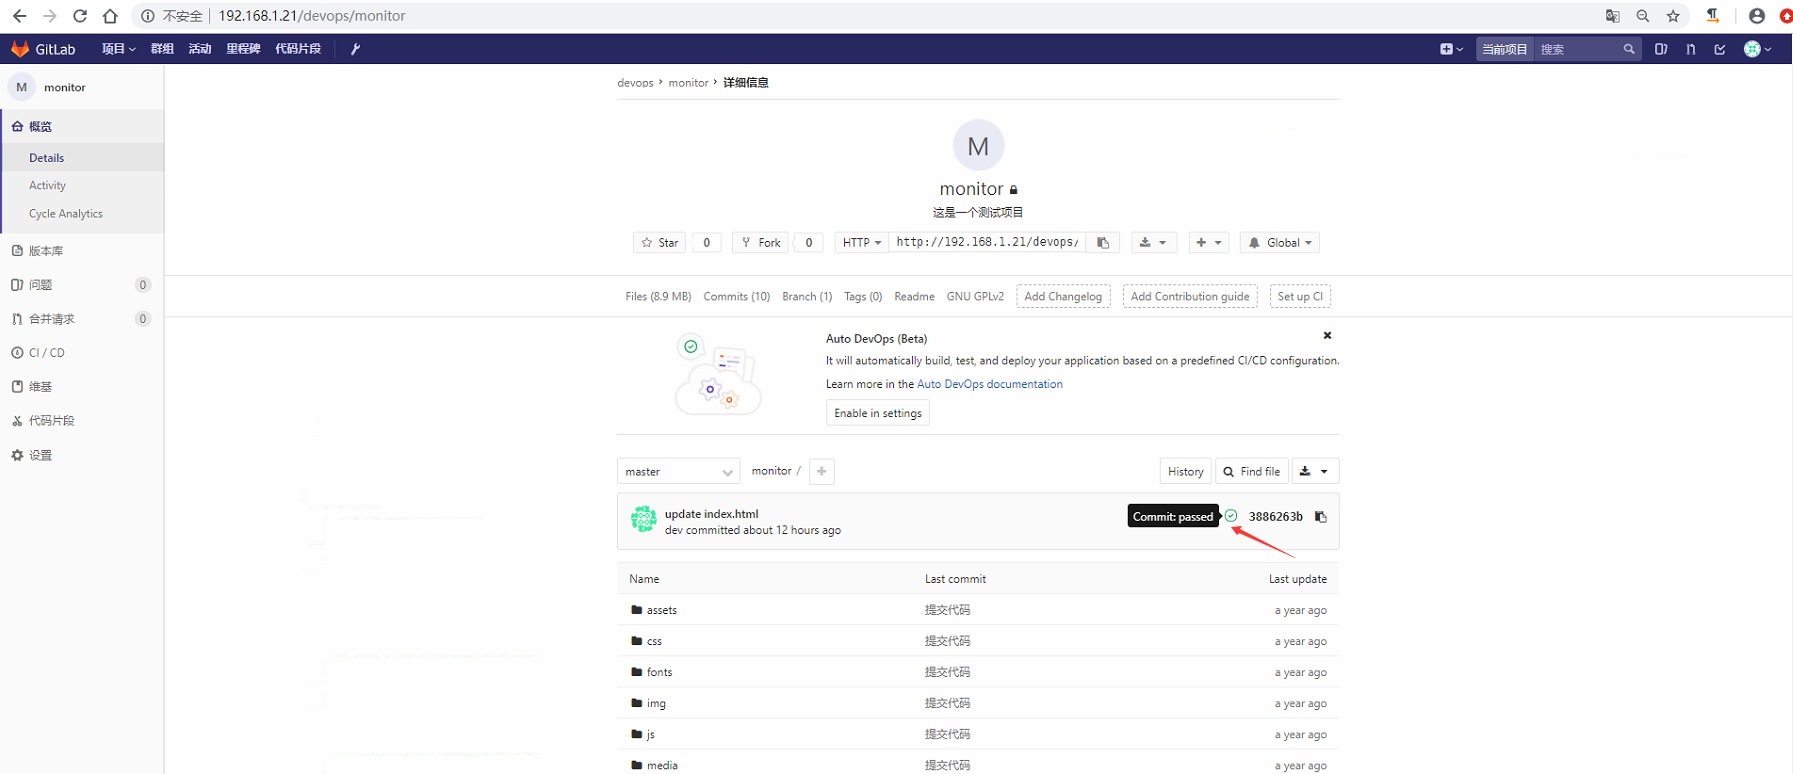 不安全 192.168.1.21/devops/monitor
GitLab 项目 群组 活动 里程碑 代码片段 当前项目 搜索
M monitor
概览
Details
Activity
Cycle Analytics
版本库
问题 0
合并请求 0
CI / CD
维基
代码片段
设置
devops › monitor › 详细信息
M
monitor
这是一个测试项目
Star 0 Fork 0 HTTP http://192.168.1.21/devops/ Global
Files (8.9 MB) Commits (10) Branch (1) Tags (0) Readme GNU GPLv2 Add Changelog Add Contribution guide Set up CI
Auto DevOps (Beta)
It will automatically build, test, and deploy your application based on a predefined CI/CD configuration.
Learn more in the Auto DevOps documentation
Enable in settings
master monitor / + History Find file
update index.html
dev committed about 12 hours ago
Commit: passed 3886263b
Name Last commit Last update
assets 提交代码 a year ago
css 提交代码 a year ago
fonts 提交代码 a year ago
img 提交代码 a year ago
js 提交代码 a year ago
media 提交代码 a year ago